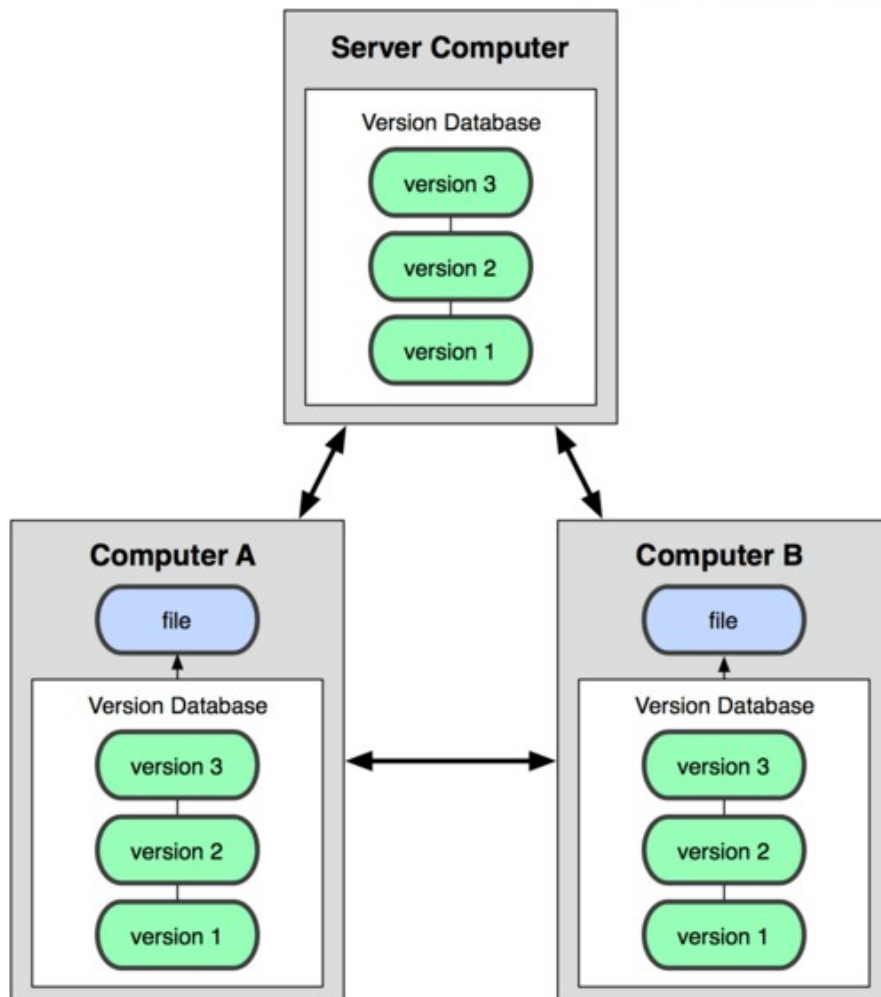 Server Computer
Version Database
version 3
version 2
version 1
Computer A
file
Version Database
version 3
version 2
version 1
Computer B
file
Version Database
version 3
version 2
version 1